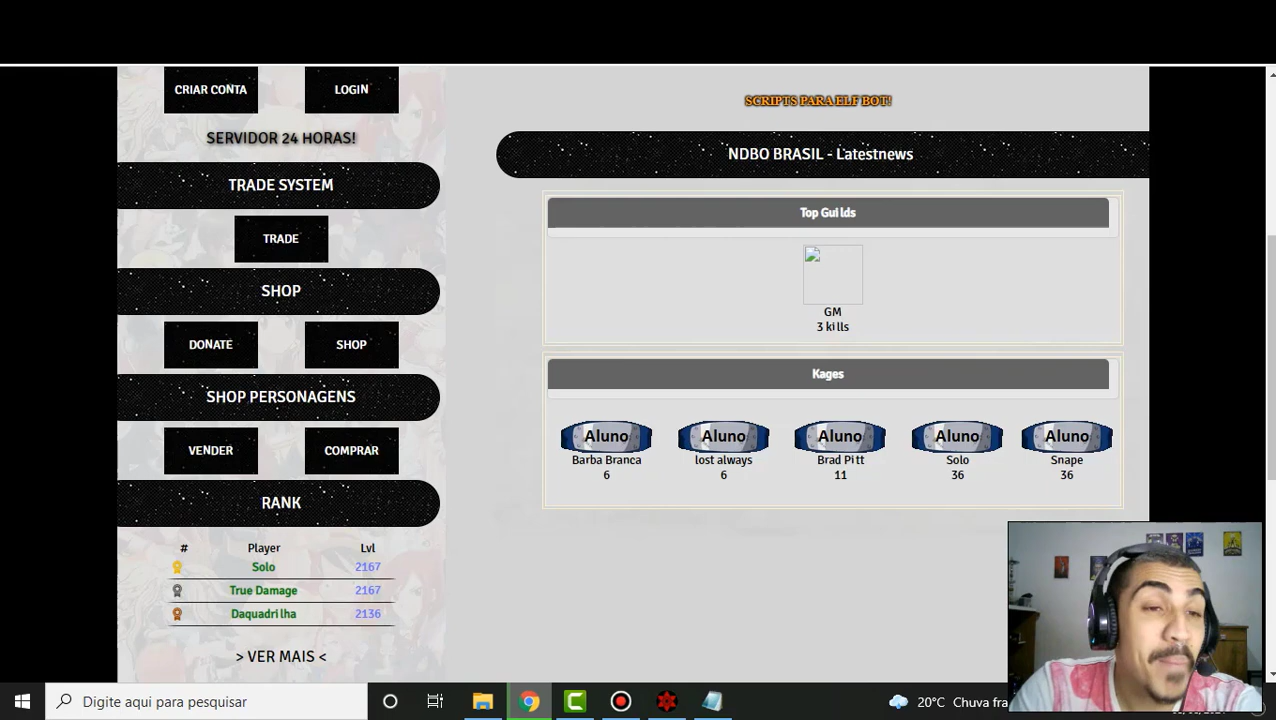 CRIAR CONTA
LOGIN
SERVIDOR 24 HORAS!
TRADE SYSTEM
TRADE
SHOP
DONATE
SHOP
SHOP PERSONAGENS
VENDER
COMPRAR
RANK
# Player Lvl
Solo 2167
True Damage 2167
Daquadrilha 2136
> VER MAIS <
SCRIPTS PARA ELF BOT!
NDBO BRASIL - Latestnews
Top Guilds
GM
3 kills
Kages
Aluno Aluno Aluno Aluno Aluno
Barba Branca lost always Brad Pitt Solo Snape
6 6 11 36 36
Digite aqui para pesquisar
20°C Chuva fra